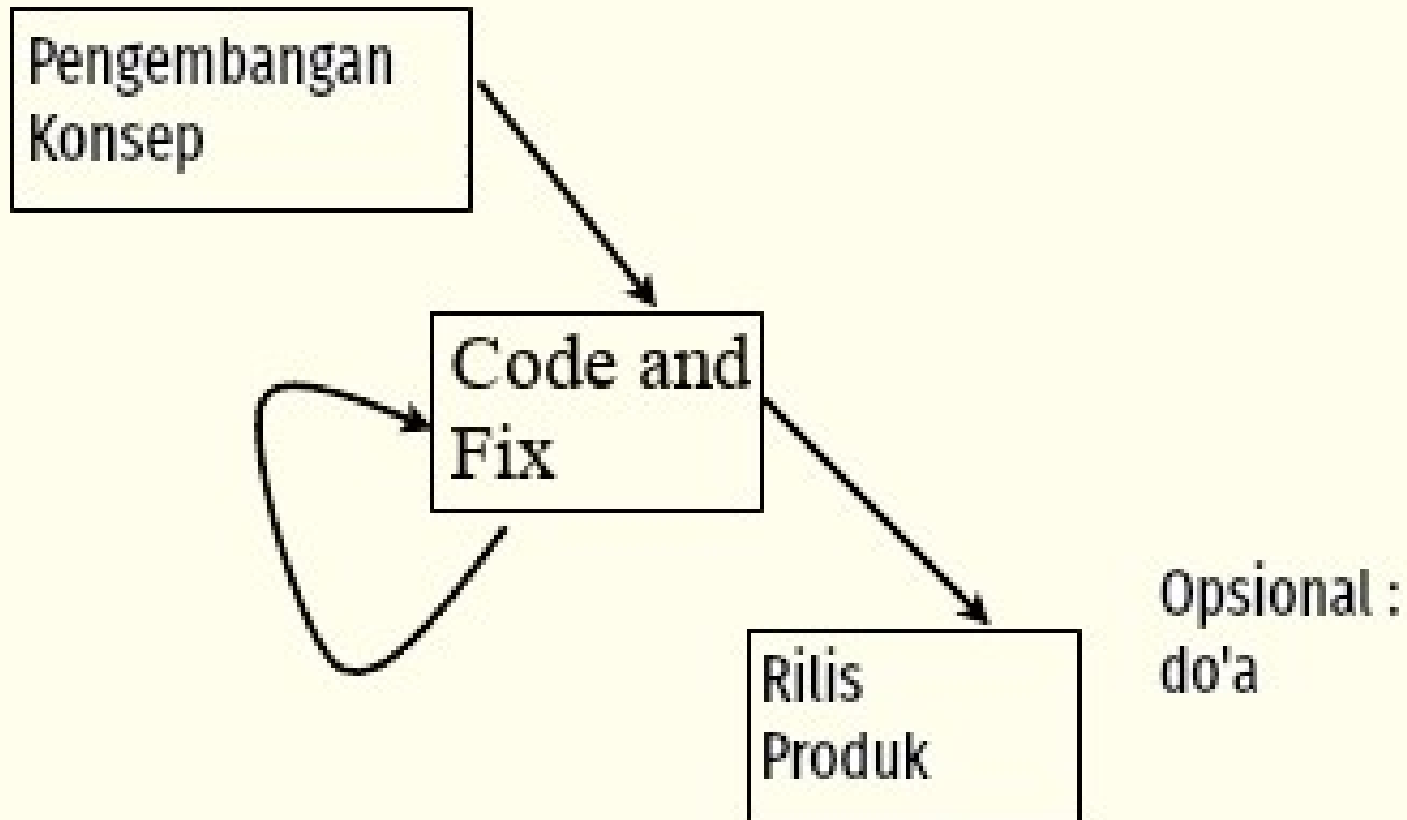 Pengembangan
Konsep
Code and
Fix
Opsional :
do'a
Rilis
Produk